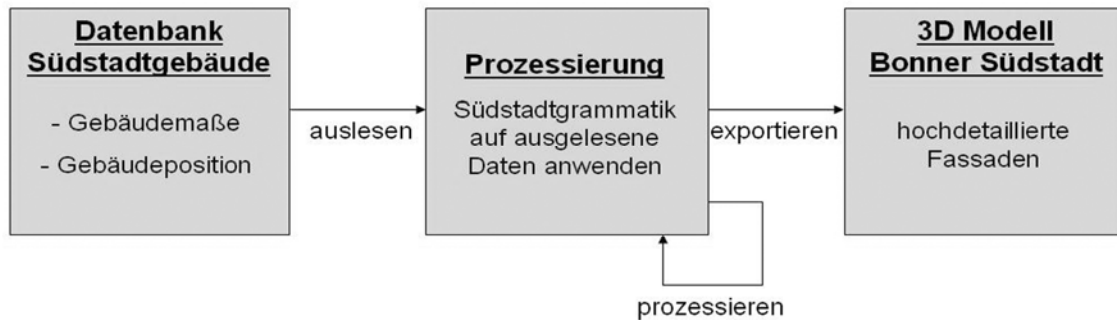 Datenbank
Südstadtgebäude
- Gebäudemaße
- Gebäudeposition
auslesen
Prozessierung
Südstadtgrammatik
auf ausgelesene
Daten anwenden
prozessieren
exportieren
3D Modell
Bonner Südstadt
hochdetaillierte
Fassaden